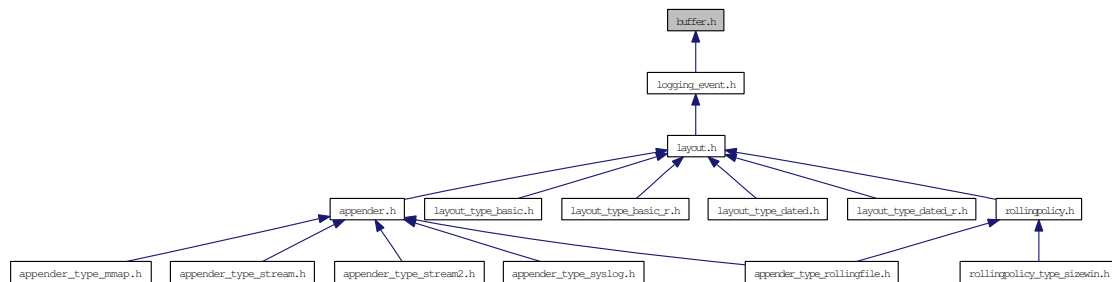 buffer.h
logging_event.h
layout.h
appender.h
layout_type_basic.h
layout_type_basic_r.h
layout_type_dated.h
layout_type_dated_r.h
rollingpolicy.h
appender_type_mmap.h
appender_type_stream.h
appender_type_stream2.h
appender_type_syslog.h
appender_type_rollingfile.h
rollingpolicy_type_sizewin.h